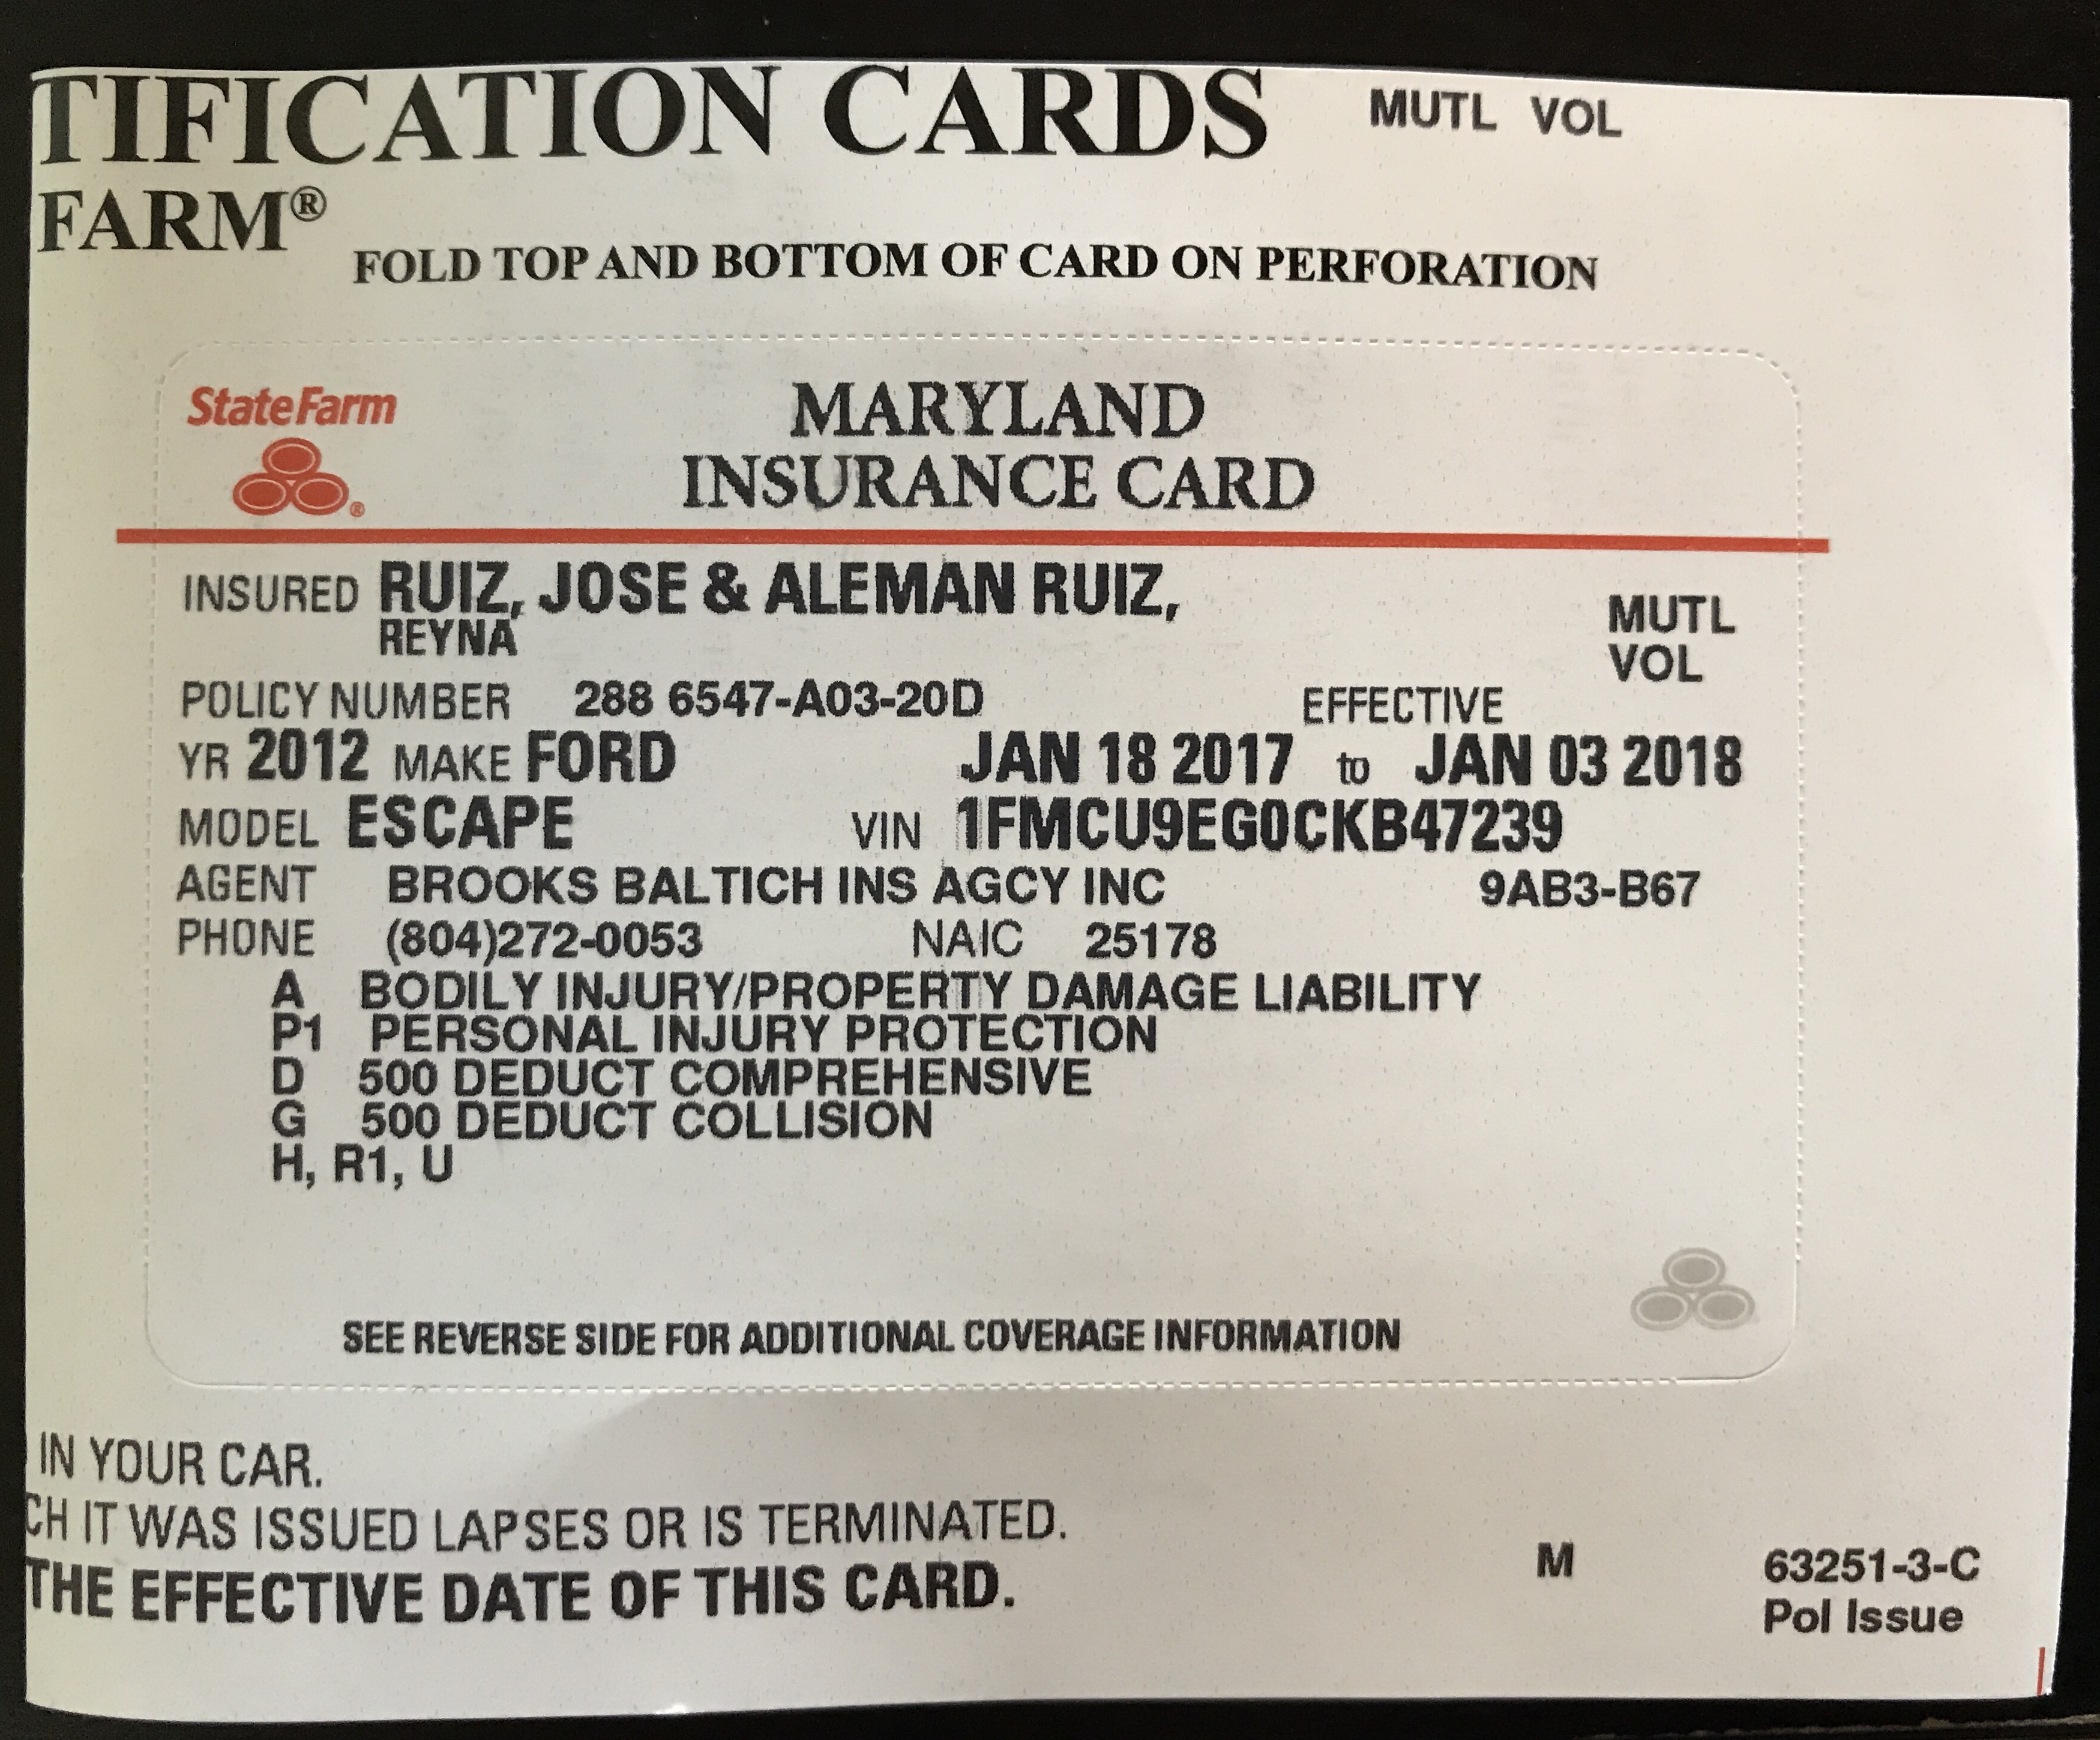 TIFICATION CARDS MUTL VOL
FARM®
FOLD TOP AND BOTTOM OF CARD ON PERFORATION
StateFarm
®
MARYLAND
INSURANCE CARD
INSURED RUIZ, JOSE & ALEMAN RUIZ,
REYNA
MUTL
VOL
POLICY NUMBER 288 6547-A03-20D EFFECTIVE
YR 2012 MAKE FORD JAN 18 2017 to JAN 03 2018
MODEL ESCAPE VIN 1FMCU9EG0CKB47239
AGENT BROOKS BALTICH INS AGCY INC 9AB3-B67
PHONE (804)272-0053 NAIC 25178
A BODILY INJURY/PROPERTY DAMAGE LIABILITY
P1 PERSONAL INJURY PROTECTION
D 500 DEDUCT COMPREHENSIVE
G 500 DEDUCT COLLISION
H, R1, U
SEE REVERSE SIDE FOR ADDITIONAL COVERAGE INFORMATION
IN YOUR CAR.
CH IT WAS ISSUED LAPSES OR IS TERMINATED.
THE EFFECTIVE DATE OF THIS CARD.
M 63251-3-C
Pol Issue